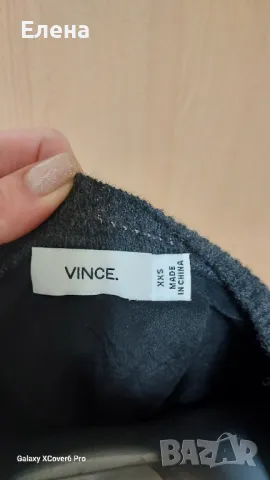 Елена
VINCE.
XXS
MADE
IN CHINA
Galaxy XCover6 Pro
BAZAR